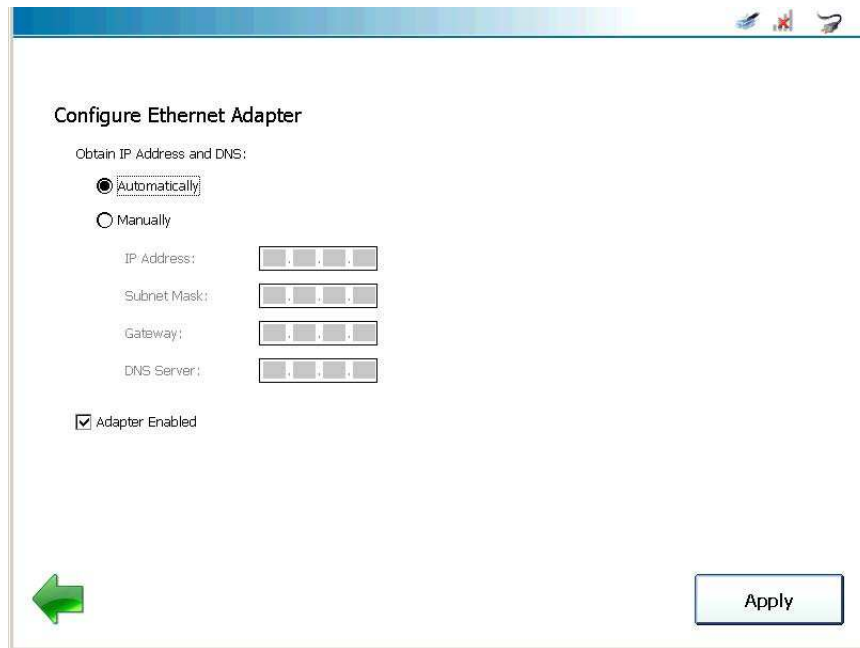 Configure Ethernet Adapter
Obtain IP Address and DNS:
Automatically
Manually
IP Address:
Subnet Mask:
Gateway:
DNS Server:
Adapter Enabled
Apply